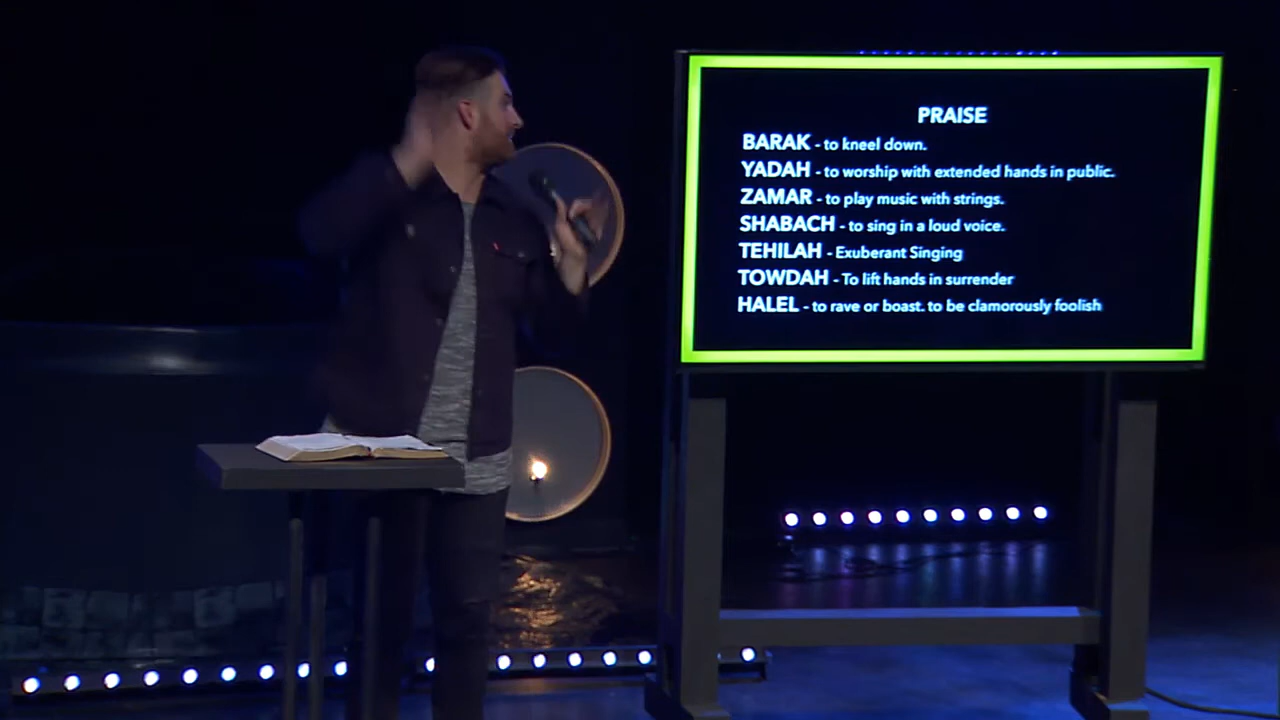 PRAISE
BARAK - to kneel down.
YADAH - to worship with extended hands in public.
ZAMAR - to play music with strings.
SHABACH - to sing in a loud voice.
TEHILAH - Exuberant Singing
TOWDAH - To lift hands in surrender
HALEL - to rave or boast. to be clamorously foolish